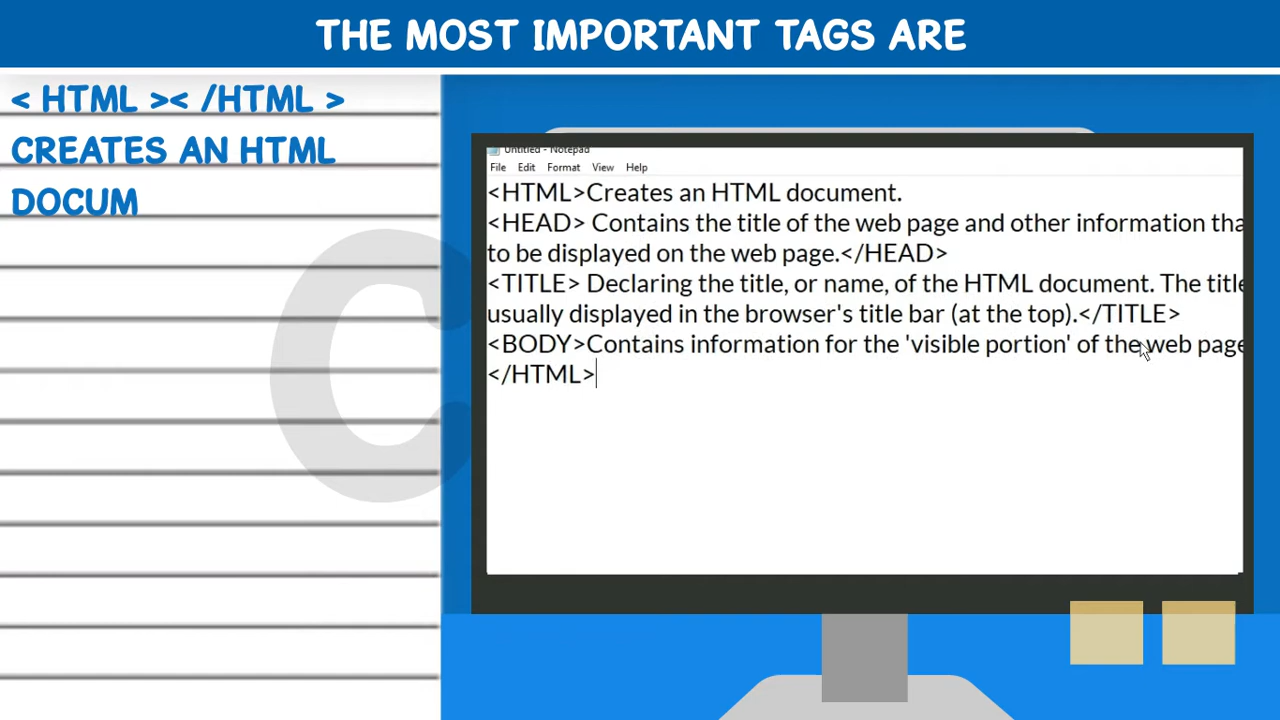 THE MOST IMPORTANT TAGS ARE
< HTML >< /HTML >
CREATES AN HTML
DOCUM
Untitled - Notepad
File Edit Format View Help
<HTML>Creates an HTML document.
<HEAD> Contains the title of the web page and other information tha
to be displayed on the web page.</HEAD>
<TITLE> Declaring the title, or name, of the HTML document. The title
usually displayed in the browser's title bar (at the top).</TITLE>
<BODY>Contains information for the 'visible portion' of the web page
</HTML>
C